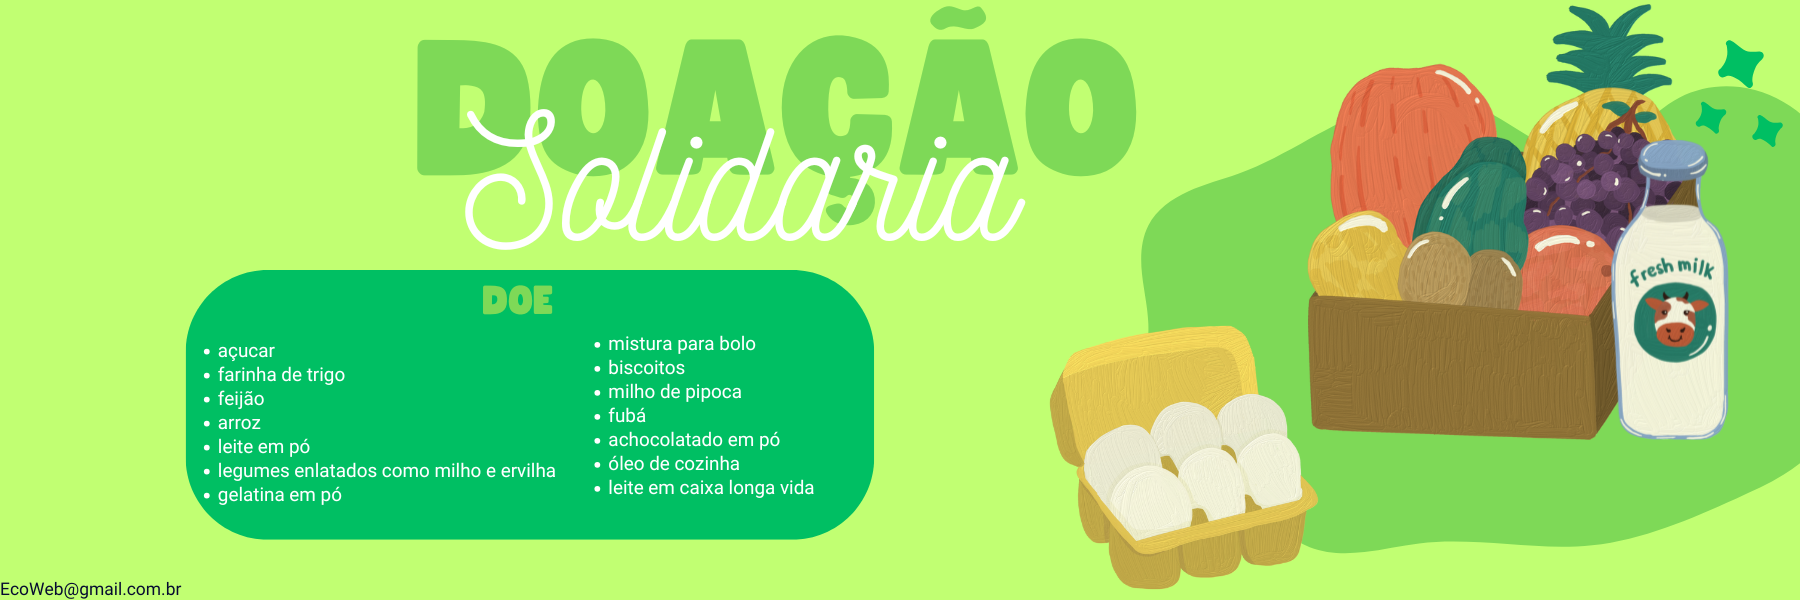 DOAÇÃO
Solidaria
DOE
• açucar
• farinha de trigo
• feijão
• arroz
• leite em pó
• legumes enlatados como milho e ervilha
• gelatina em pó
• mistura para bolo
• biscoitos
• milho de pipoca
• fubá
• achocolatado em pó
• óleo de cozinha
• leite em caixa longa vida
fresh milk
EcoWeb@gmail.com.br